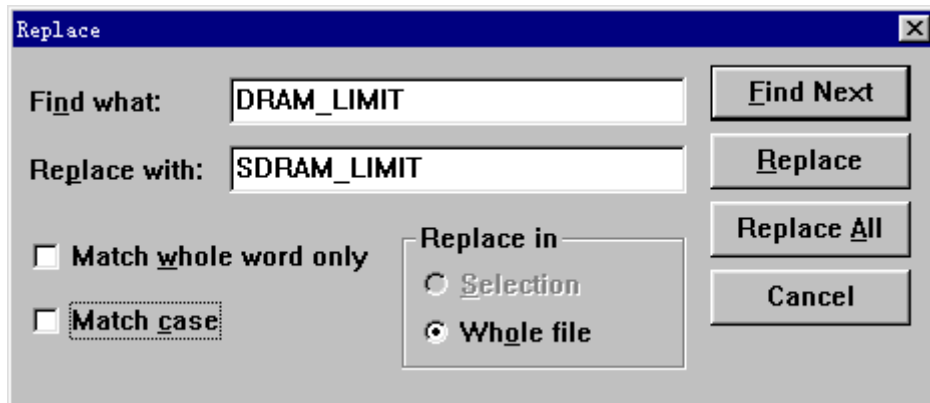 Replace
Find what: DRAM_LIMIT
Find Next
Replace with: SDRAM_LIMIT
Replace
Match whole word only
Match case
Replace in
Selection
Whole file
Replace All
Cancel